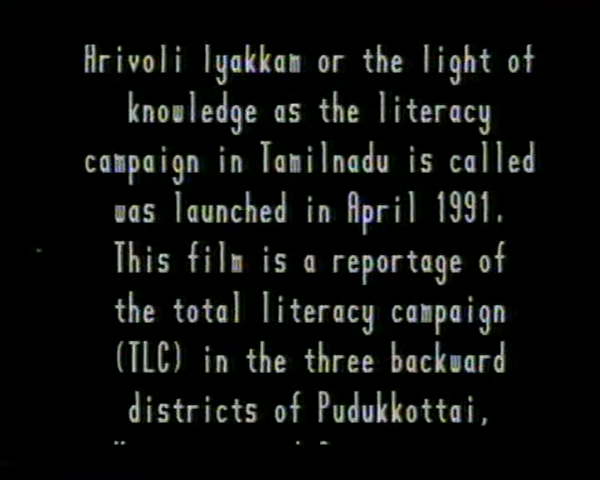 Arivoli Iyakkam or the light of
knowledge as the literacy
campaign in Tamilnadu is called
was launched in April 1991.
This film is a reportage of
the total literacy campaign
(TLC) in the three backward
districts of Pudukkottai,